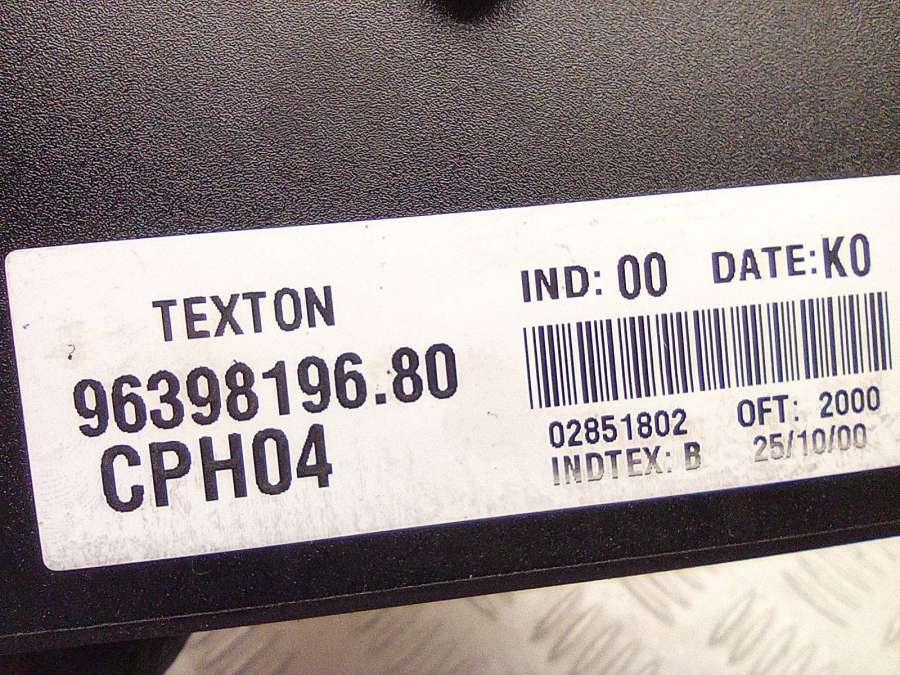 TEXTON
96398196.80
CPH04
IND: 00 DATE: K0
02851802 OFT: 2000
INDTEX: B 25/10/00